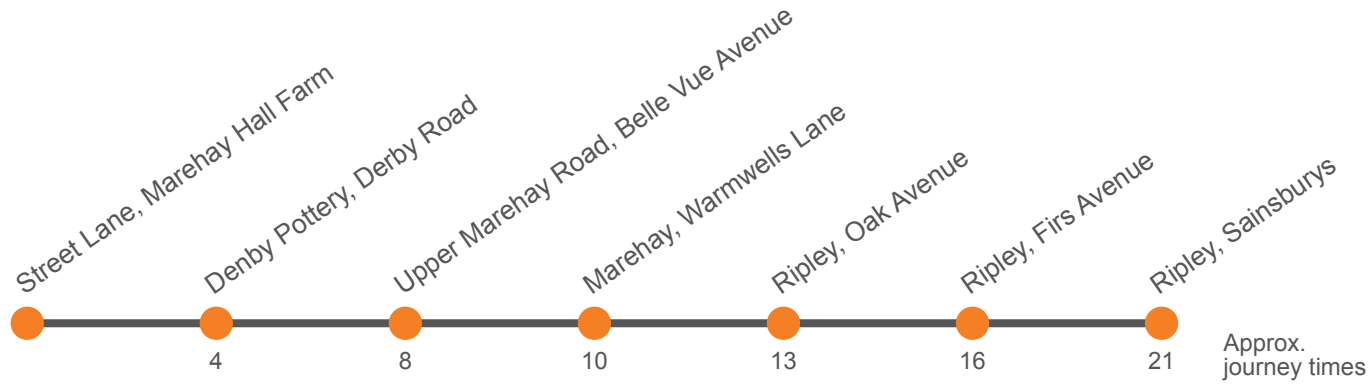 Street Lane, Marehay Hall Farm
Denby Pottery, Derby Road
Upper Marehay Road, Belle Vue Avenue
Marehay, Warmwells Lane
Ripley, Oak Avenue
Ripley, Firs Avenue
Ripley, Sainsburys
4
8
10
13
16
21
Approx.
journey times